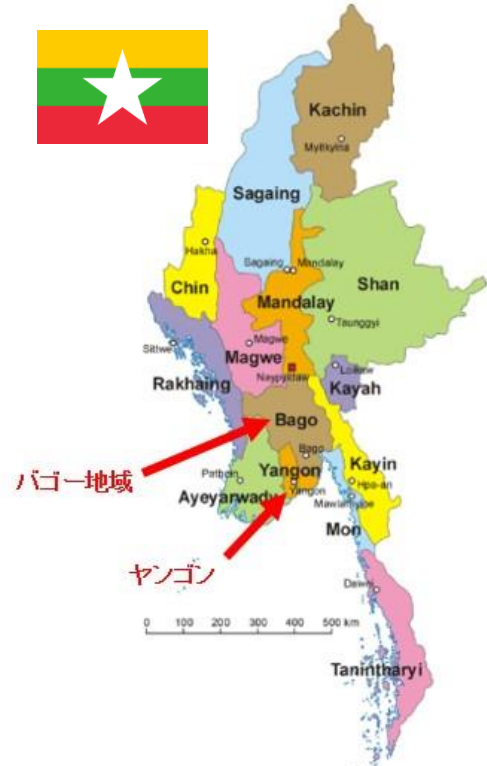 Kachin
Myitkyina
Sagaing
Hakha
Sagaing
Mandalay
Chin
Shan
Mandalay
Taunggyi
Magwe
Sittwe
Magwe
Loikaw
Naypyidaw
Rakhaing
Kayah
Bago
Bago
バゴー地域
Pathein
Yangon
Kayin
Hpa-an
Ayeyarwady
Yangon
Mawlamyine
Mon
ヤンゴン
Dawei
0 100 200 300 400 500 km
Tanintharyi